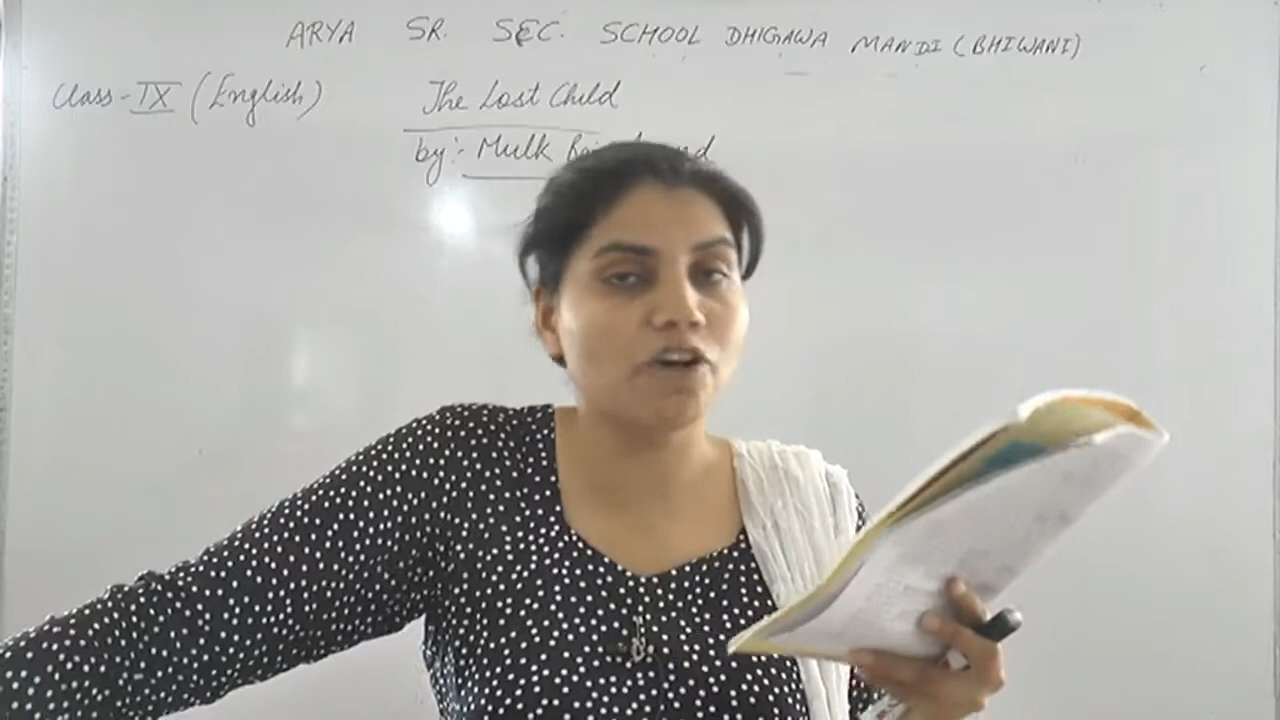 ARYA SR. SEC. SCHOOL DHIGAWA MANDI (BHIWANI)
Class - IX (English) The Lost Child
by:- Mulk